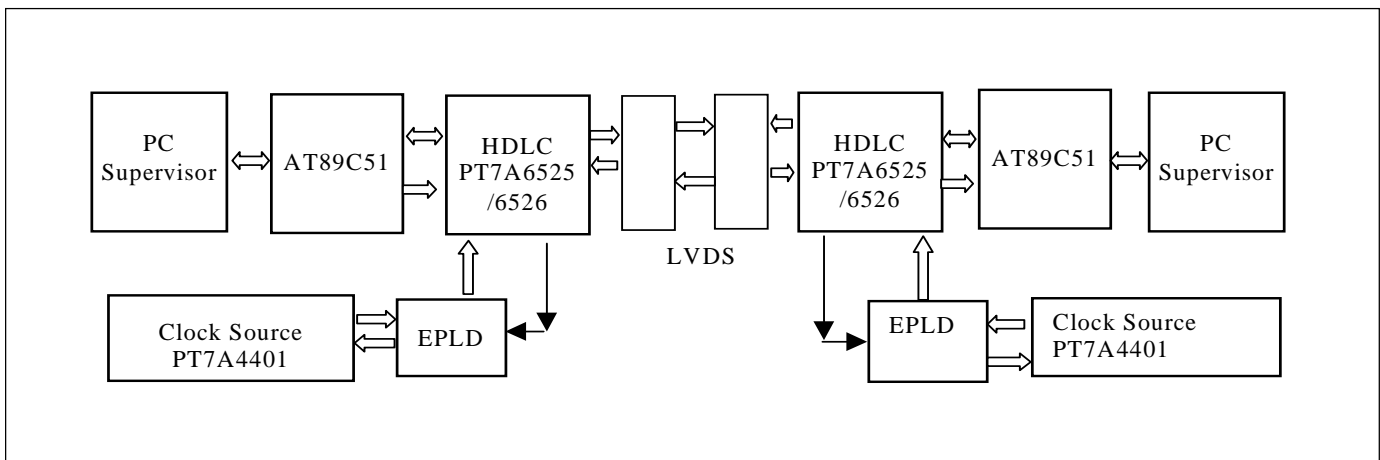 PC
Supervisor
AT89C51
HDLC
PT7A6525
/6526
LVDS
HDLC
PT7A6525
/6526
AT89C51
PC
Supervisor
Clock Source
PT7A4401
EPLD
EPLD
Clock Source
PT7A4401